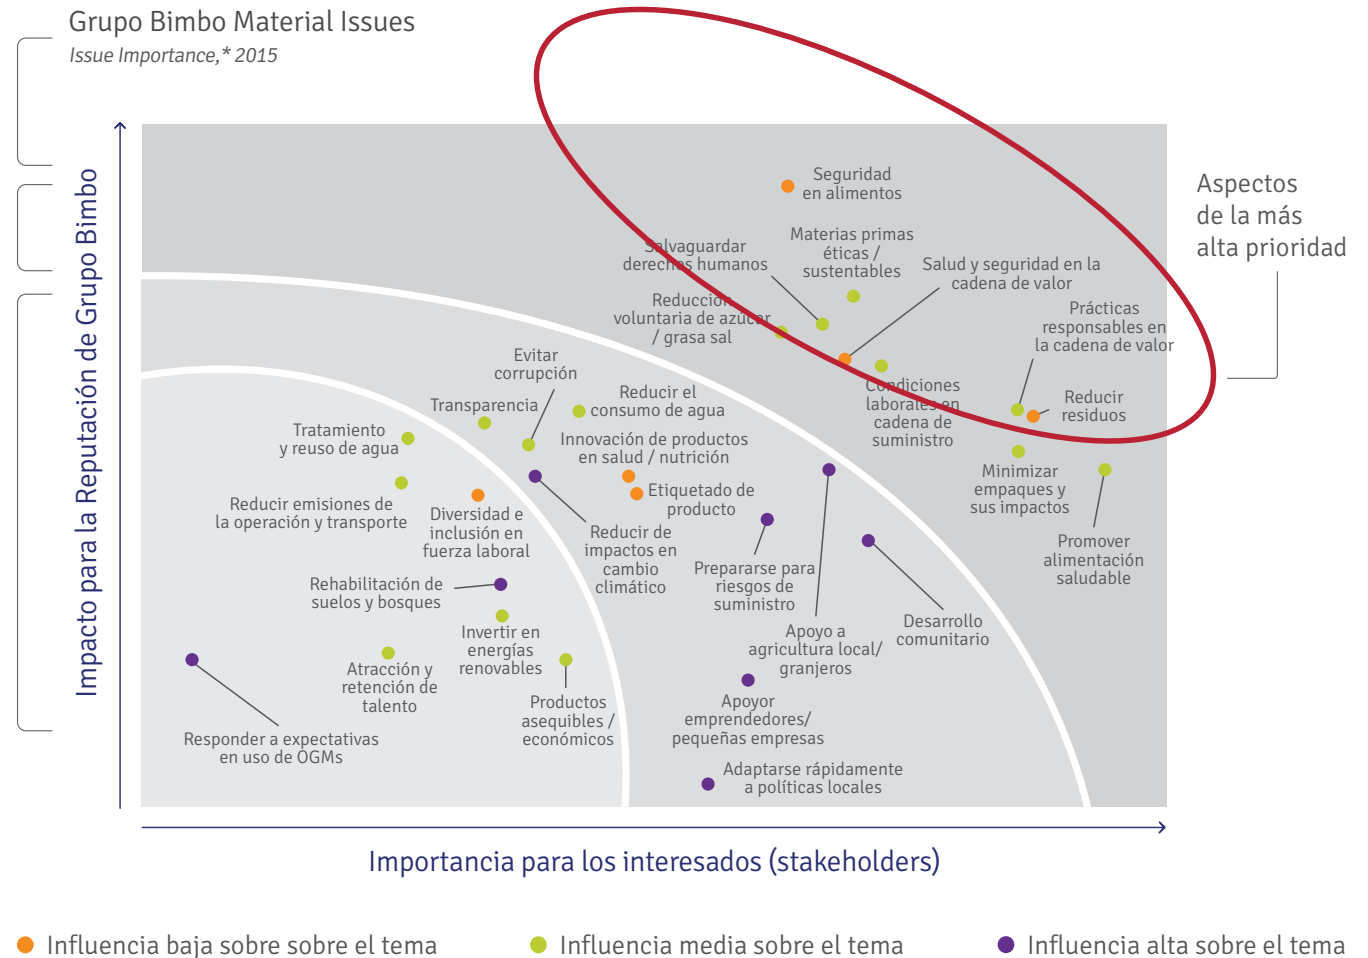 Grupo Bimbo Material Issues
Issue Importance,* 2015
Impacto para la Reputación de Grupo Bimbo
Seguridad
en alimentos
Aspectos
de la más
alta prioridad
Materias primas
éticas /
sustentables
Salvaguardar
derechos humanos
Salud y seguridad en la
cadena de valor
Reducción
voluntaria de azúcar
/ grasa sal
Prácticas
responsables en
la cadena de valor
Evitar
corrupción
Condiciones
laborales en
cadena de
suministro
Reducir el
consumo de agua
Reducir
residuos
Transparencia
Tratamiento
y reuso de agua
Innovación de productos
en salud / nutrición
Minimizar
empaques y
sus impactos
Etiquetado de
producto
Reducir emisiones de
la operación y transporte
Diversidad e
inclusión en
fuerza laboral
Reducir de
impactos en
cambio
climático
Promover
alimentación
saludable
Prepararse para
riesgos de
suministro
Rehabilitación de
suelos y bosques
Desarrollo
comunitario
Invertir en
energías
renovables
Apoyo a
agricultura local/
granjeros
Atracción y
retención de
talento
Productos
asequibles /
económicos
Apoyor
emprendedores/
pequeñas empresas
Responder a expectativas
en uso de OGMs
Adaptarse rápidamente
a políticas locales
Importancia para los interesados (stakeholders)
Influencia baja sobre sobre el tema
Influencia media sobre el tema
Influencia alta sobre el tema